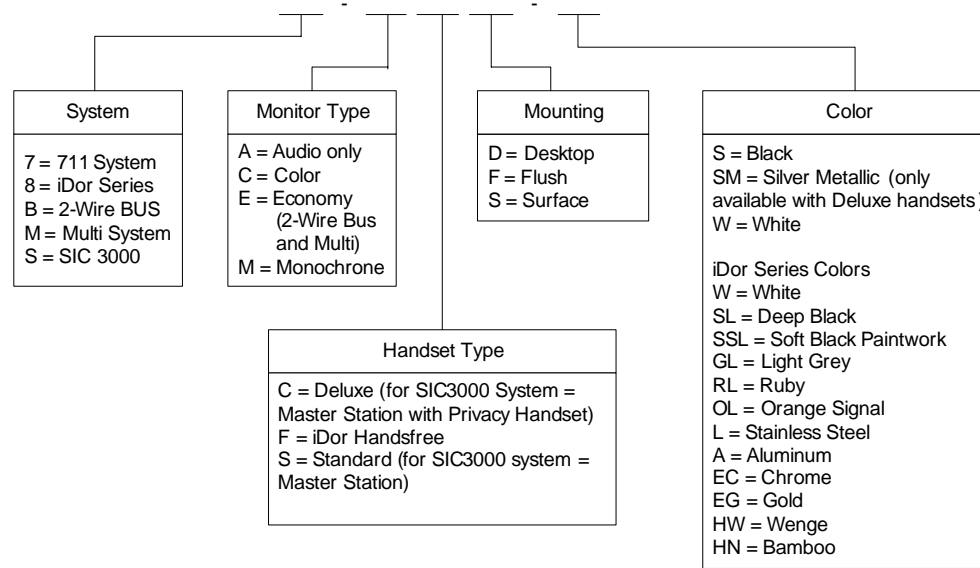 - -
System
7 = 711 System
8 = iDor Series
B = 2-Wire BUS
M = Multi System
S = SIC 3000
Monitor Type
A = Audio only
C = Color
E = Economy
(2-Wire Bus
and Multi)
M = Monochrone
Mounting
D = Desktop
F = Flush
S = Surface
Color
S = Black
SM = Silver Metallic (only
available with Deluxe handsets)
W = White
iDor Series Colors
W = White
SL = Deep Black
SSL = Soft Black Paintwork
GL = Light Grey
RL = Ruby
OL = Orange Signal
L = Stainless Steel
A = Aluminum
EC = Chrome
EG = Gold
HW = Wenge
HN = Bamboo
Handset Type
C = Deluxe (for SIC3000 System =
Master Station with Privacy Handset)
F = iDor Handsfree
S = Standard (for SIC3000 system =
Master Station)